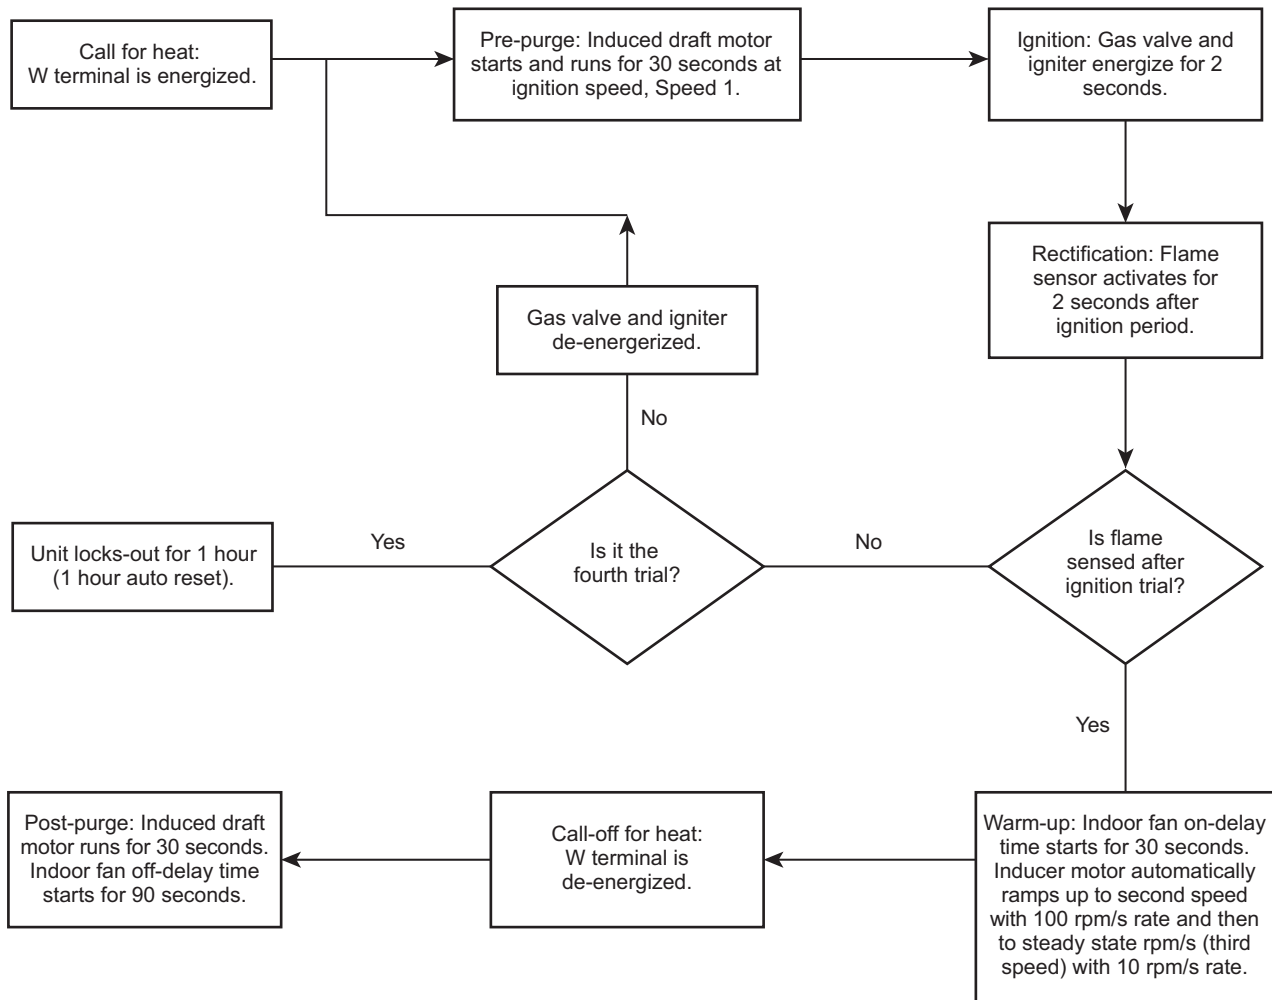 Call for heat:
W terminal is energized.
Pre-purge: Induced draft motor
starts and runs for 30 seconds at
ignition speed, Speed 1.
Ignition: Gas valve and
igniter energize for 2
seconds.
Rectification: Flame
sensor activates for
2 seconds after
ignition period.
Gas valve and igniter
de-energerized.
No
Is flame
sensed after
ignition trial?
No
Is it the
fourth trial?
Yes
Unit locks-out for 1 hour
(1 hour auto reset).
Yes
Warm-up: Indoor fan on-delay
time starts for 30 seconds.
Inducer motor automatically
ramps up to second speed
with 100 rpm/s rate and then
to steady state rpm/s (third
speed) with 10 rpm/s rate.
Call-off for heat:
W terminal is
de-energized.
Post-purge: Induced draft
motor runs for 30 seconds.
Indoor fan off-delay time
starts for 90 seconds.